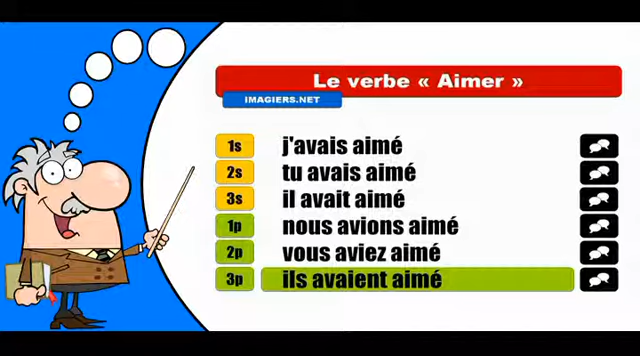 Le verbe « Aimer »
IMAGIERS.NET
1s j'avais aimé
2s tu avais aimé
3s il avait aimé
1p nous avions aimé
2p vous aviez aimé
3p ils avaient aimé